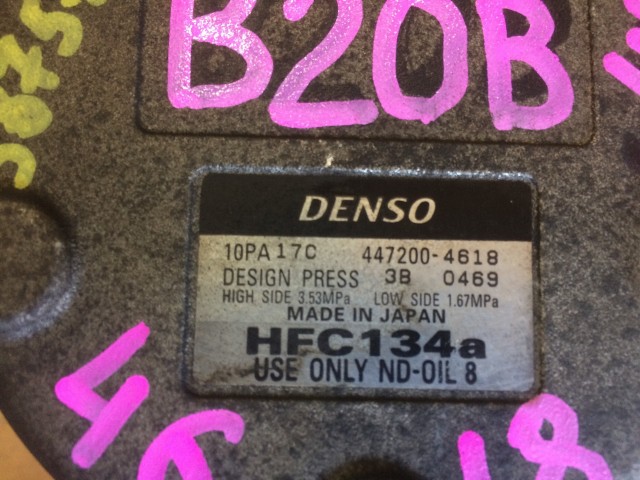 B20B
DENSO
10PA17C 447200-4618
DESIGN PRESS 3B 0469
HIGH SIDE 3.53MPa LOW SIDE 1.67MPa
MADE IN JAPAN
HFC134a
USE ONLY ND-OIL 8
46 18